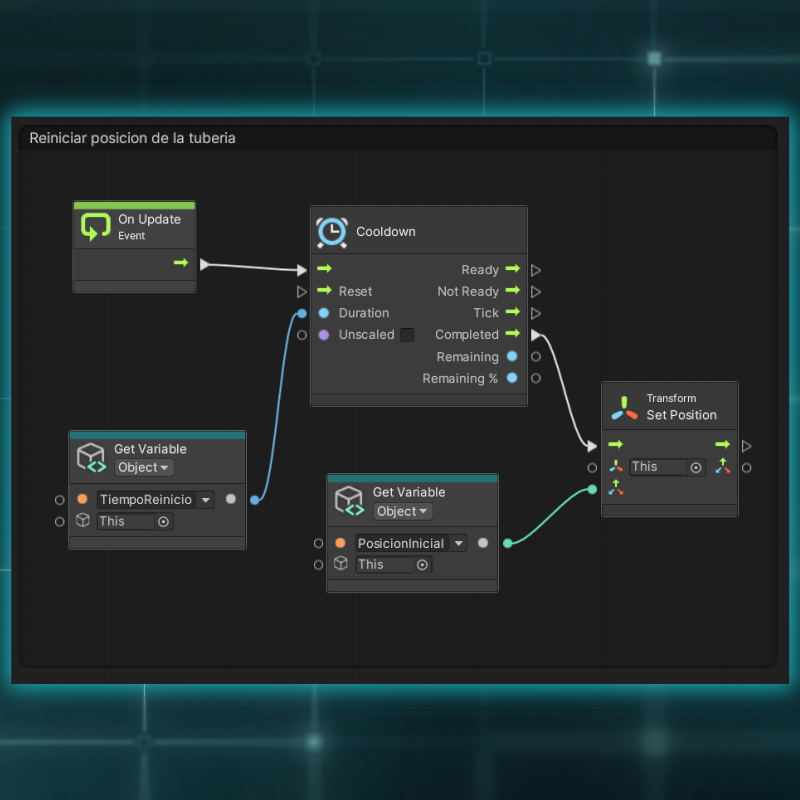 Reiniciar posicion de la tuberia
On Update
Event
Cooldown
Ready
Reset
Not Ready
Duration
Tick
Unscaled
Completed
Remaining
Remaining %
Transform
Set Position
This
Get Variable
Object
TiempoReinicio
This
Get Variable
Object
PosicionInicial
This